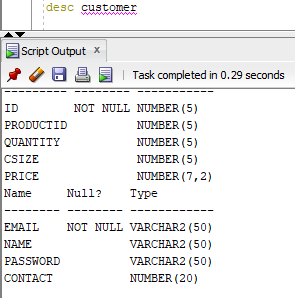 desc customer
Script Output x
Task completed in 0.29 seconds
--------- -------- -----------
ID        NOT NULL NUMBER(5)
PRODUCTID          NUMBER(5)
QUANTITY           NUMBER(5)
CSIZE              NUMBER(5)
PRICE              NUMBER(7,2)
Name     Null?    Type
-------- -------- ------------
EMAIL    NOT NULL VARCHAR2(50)
NAME              VARCHAR2(50)
PASSWORD          VARCHAR2(50)
CONTACT           NUMBER(20)